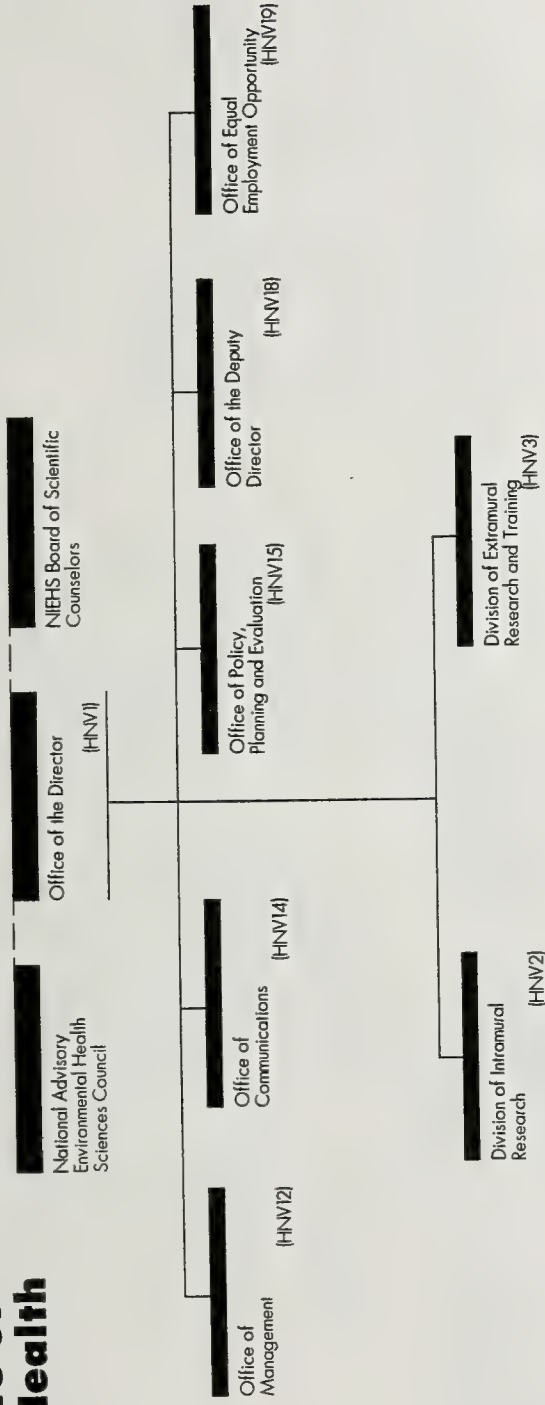 Health
National Advisory
Environmental Health
Sciences Council
Office of the Director
(HNV1)
NIEHS Board of Scientific
Counselors
Office of
Management
(HNV12)
Office of
Communications
(HNV14)
Office of Policy,
Planning and Evaluation
(HNV15)
Office of the Deputy
Director
(HNV18)
Office of Equal
Employment Opportunity
(HNV19)
Division of Intramural
Research
(HNV2)
Division of Extramural
Research and Training
(HNV3)